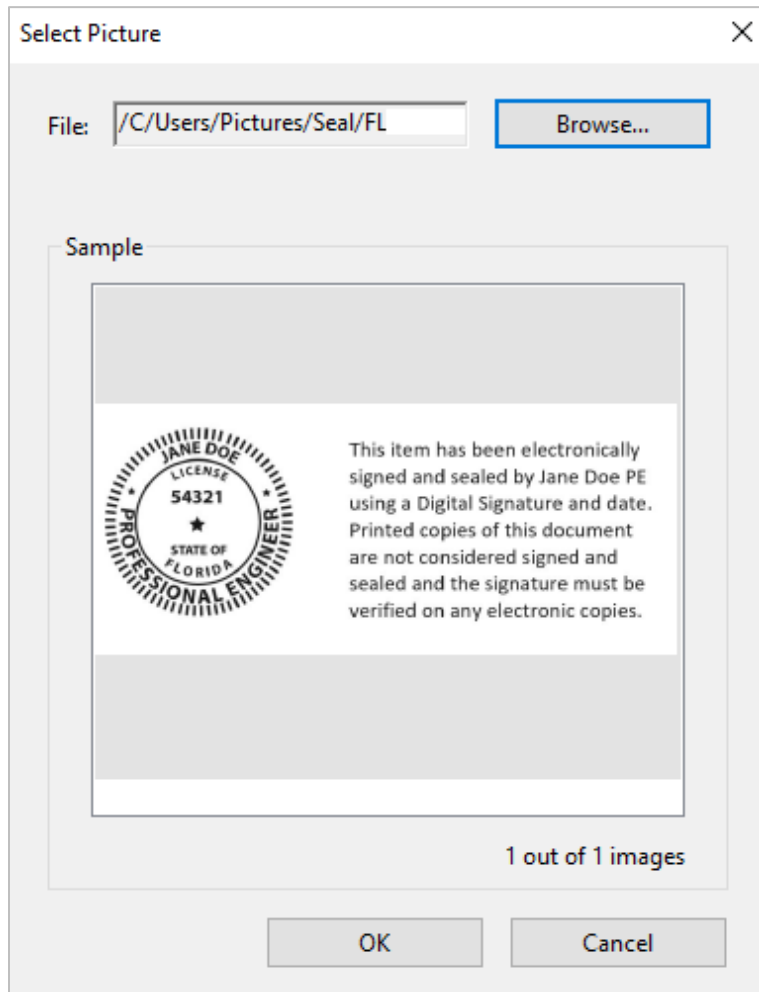 Select Picture
File:
/C/Users/Pictures/Seal/FL
Browse...
Sample
JANE DOE
LICENSE
54321
STATE OF
FLORIDA
PROFESSIONAL ENGINEER
This item has been electronically
signed and sealed by Jane Doe PE
using a Digital Signature and date.
Printed copies of this document
are not considered signed and
sealed and the signature must be
verified on any electronic copies.
1 out of 1 images
OK
Cancel